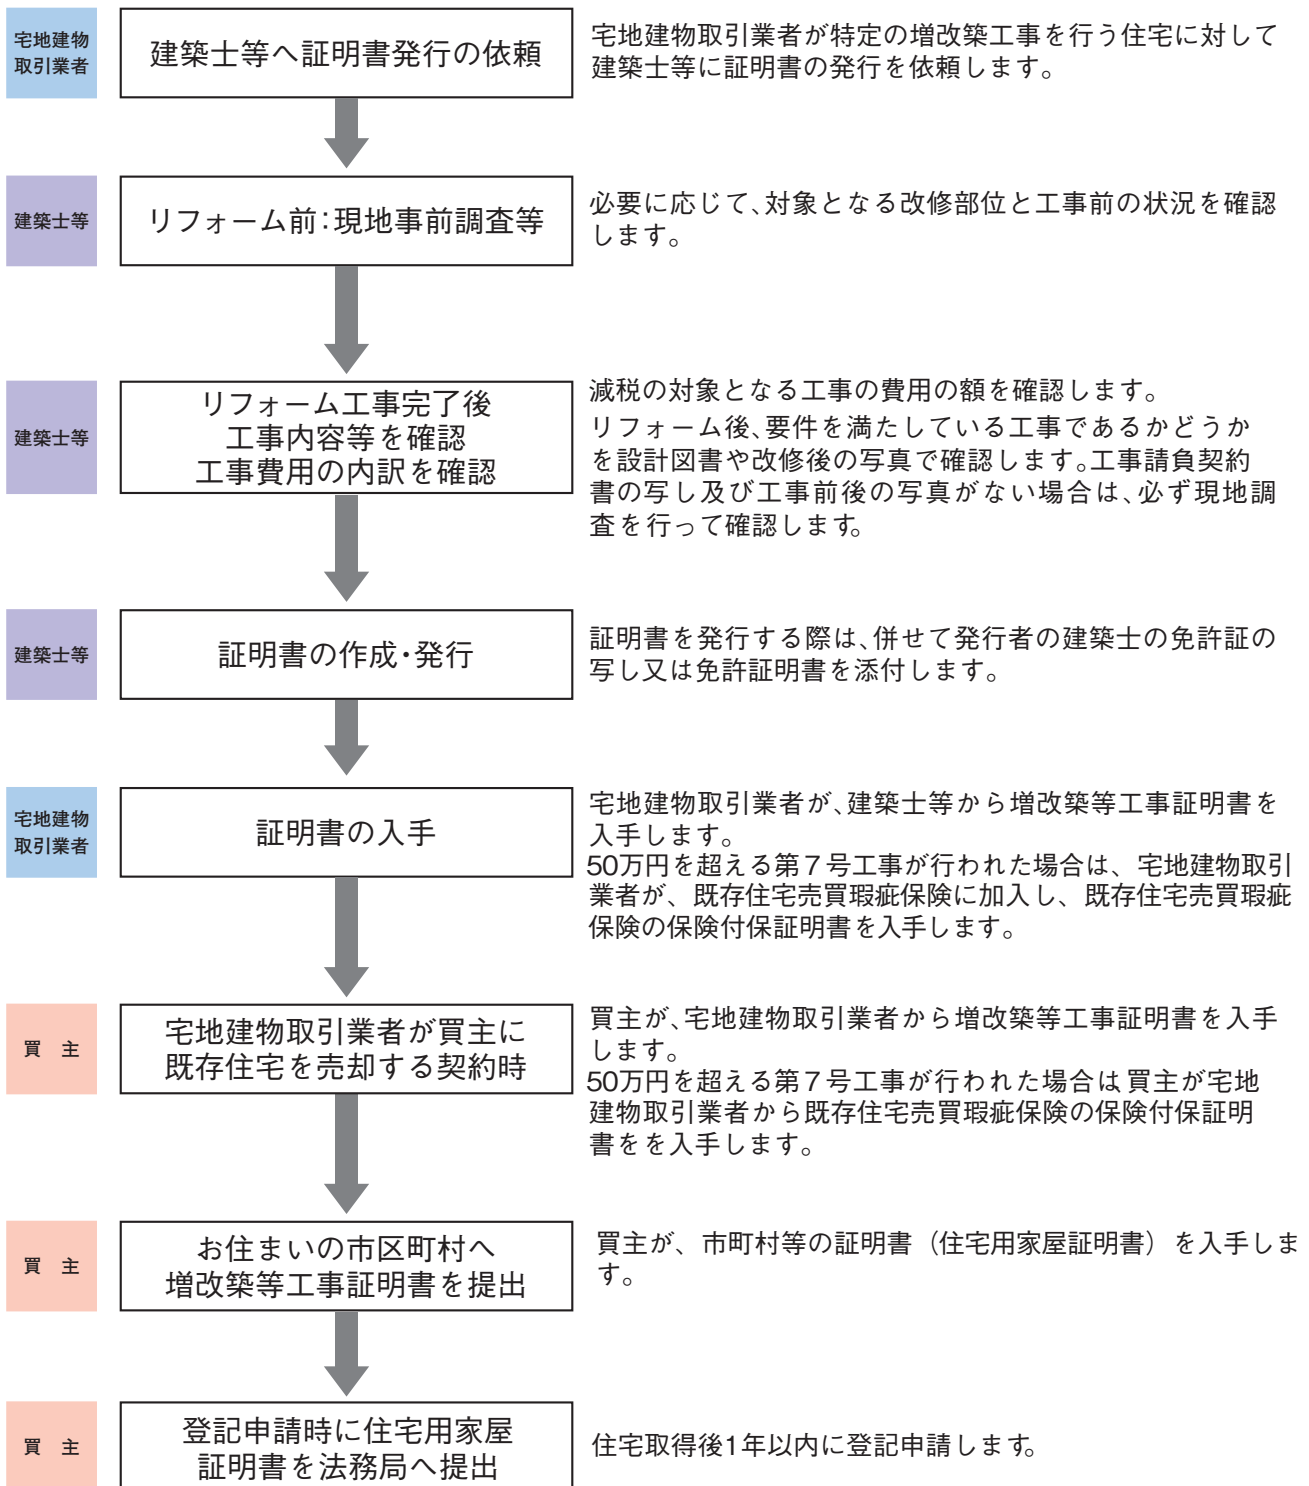 宅地建物
取引業者
建築士等へ証明書発行の依頼
宅地建物取引業者が特定の増改築工事を行う住宅に対して
建築士等に証明書の発行を依頼します。
建築士等
リフォーム前：現地事前調査等
必要に応じて、対象となる改修部位と工事前の状況を確認
します。
建築士等
リフォーム工事完了後
工事内容等を確認
工事費用の内訳を確認
減税の対象となる工事の費用の額を確認します。
リフォーム後、要件を満たしている工事であるかどうか
を設計図書や改修後の写真で確認します。工事請負契約
書の写し及び工事前後の写真がない場合は、必ず現地調
査を行って確認します。
建築士等
証明書の作成・発行
証明書を発行する際は、併せて発行者の建築士の免許証の
写し又は免許証明書を添付します。
宅地建物
取引業者
証明書の入手
宅地建物取引業者が、建築士等から増改築等工事証明書を
入手します。
50万円を超える第７号工事が行われた場合は、宅地建物取引
業者が、既存住宅売買瑕疵保険に加入し、既存住宅売買瑕疵
保険の保険付保証明書を入手します。
買　主
宅地建物取引業者が買主に
既存住宅を売却する契約時
買主が、宅地建物取引業者から増改築等工事証明書を入手
します。
50万円を超える第７号工事が行われた場合は買主が宅地
建物取引業者から既存住宅売買瑕疵保険の保険付保証明
書をを入手します。
買　主
お住まいの市区町村へ
増改築等工事証明書を提出
買主が、市町村等の証明書（住宅用家屋証明書）を入手しま
す。
買　主
登記申請時に住宅用家屋
証明書を法務局へ提出
住宅取得後1年以内に登記申請します。